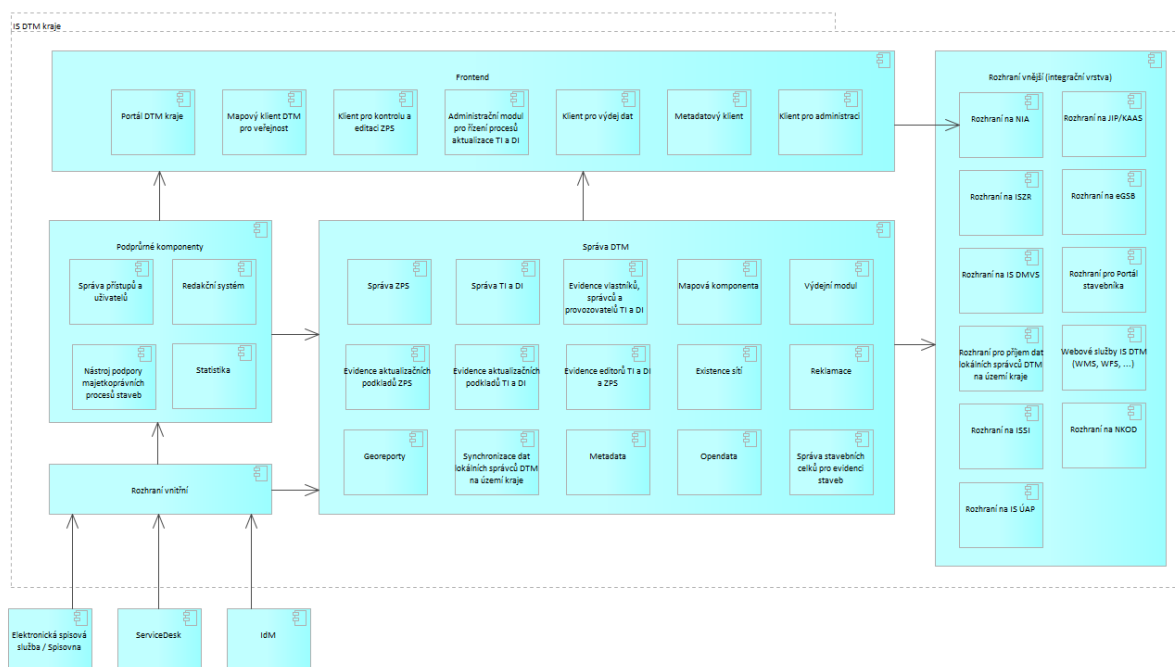 IS DTM kraje
Frontend
Portál DTM kraje
Mapový klient DTM
pro veřejnost
Klient pro kontrolu a
editaci ZPS
Administrační modul
pro řízení procesů
aktualizace TI a DI
Klient pro výdej dat
Metadatový klient
Klient pro administraci
Rozhraní vnější (integrační vrstva)
Rozhraní na NIA
Rozhraní na JIP/KAAS
Rozhraní na ISZR
Rozhraní na eGSB
Rozhraní na IS DMVS
Rozhraní pro Portál
stavebníka
Rozhraní pro příjem dat
lokálních správců DTM
na území kraje
Webové služby IS DTM
(WMS, WFS, ...)
Rozhraní na ISSI
Rozhraní na NKOD
Rozhraní na IS ÚAP
Podprůrné komponenty
Správa přístupů a
uživatelů
Redakční systém
Nástroj podpory
majetkoprávních
procesů staveb
Statistika
Správa DTM
Správa ZPS
Správa TI a DI
Evidence vlastníků,
správců a
provozovatelů TI a DI
Mapová komponenta
Výdejní modul
Evidence aktualizačních
podkladů ZPS
Evidence aktualizačních
podkladů TI a DI
Evidence editorů TI a DI
a ZPS
Existence sítí
Reklamace
Georeporty
Synchronizace dat
lokálních správců DTM
na území kraje
Metadata
Opendata
Správa stavebních
celků pro evidenci
staveb
Rozhraní vnitřní
Elektronická spisová
služba / Spisovna
ServiceDesk
IdM